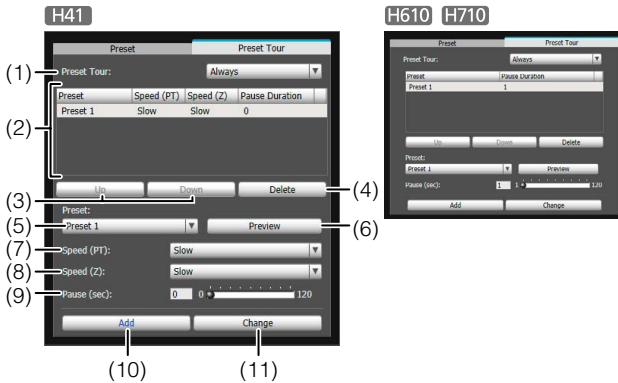 H41
Preset Preset Tour
(1) Preset Tour: Always
(2)
Preset Speed (PT) Speed (Z) Pause Duration
Preset 1 Slow Slow 0
(3) Up Down Delete (4)
Preset:
(5) Preset 1 Preview (6)
(7) Speed (PT): Slow
(8) Speed (Z): Slow
(9) Pause (sec): 0 0 120
Add Change
(10) (11)
H610 H710
Preset Preset Tour
Preset Tour: Always
Preset Pause Duration
Preset 1 1
Up Down Delete
Preset:
Preset 1 Preview
Pause (sec): 1 1 120
Add Change